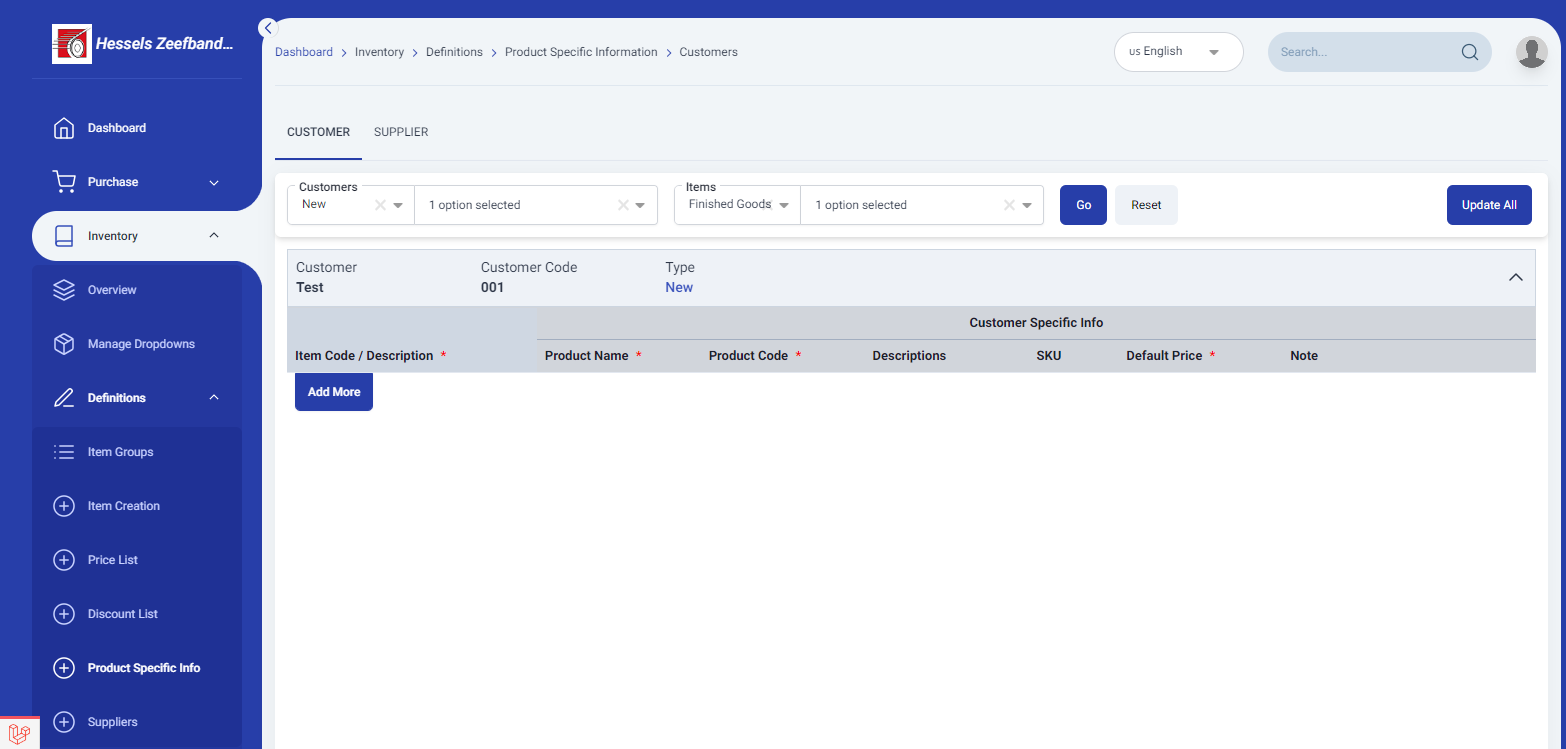 Hessels Zeefband...
Dashboard
Purchase
Inventory
Overview
Manage Dropdowns
Definitions
Item Groups
Item Creation
Price List
Discount List
Product Specific Info
Suppliers
Dashboard > Inventory > Definitions > Product Specific Information > Customers
us English
Search...
CUSTOMER SUPPLIER
Customers
New
1 option selected
Items
Finished Goods
1 option selected
Go
Reset
Update All
Customer Customer Code Type
Test 001 New
Customer Specific Info
Item Code / Description * Product Name * Product Code * Descriptions SKU Default Price * Note
Add More